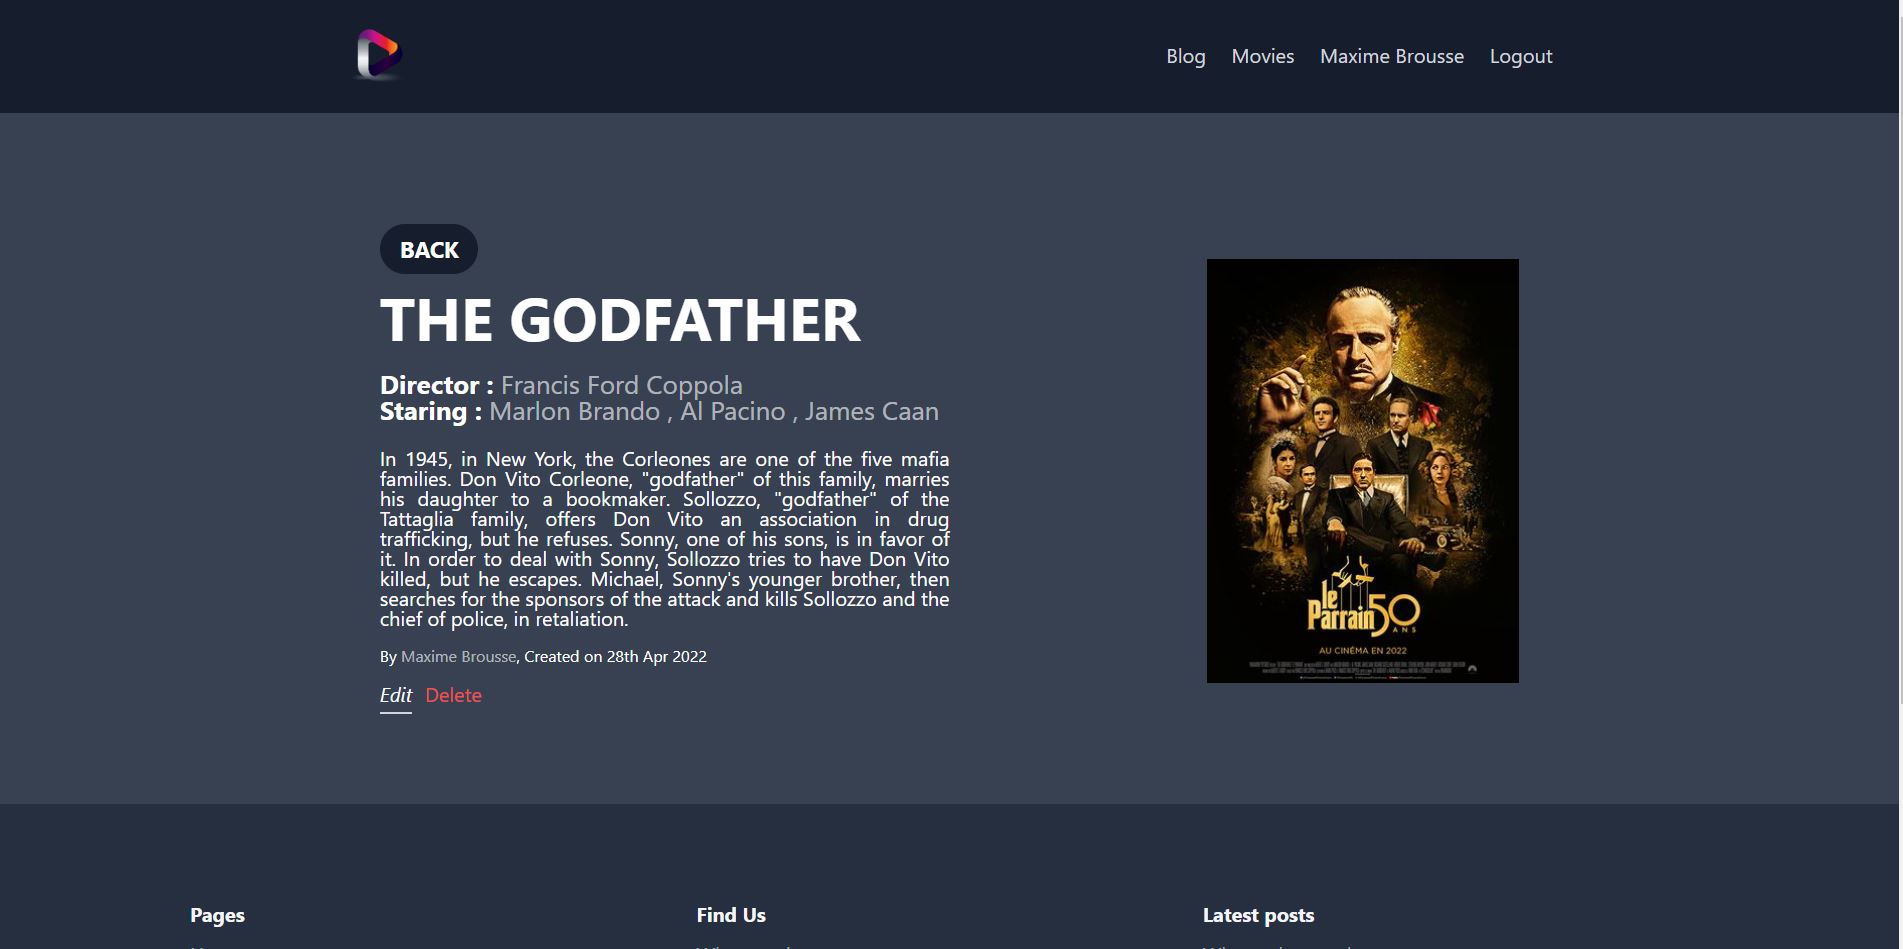 Blog Movies Maxime Brousse Logout
BACK
THE GODFATHER
Director : Francis Ford Coppola
Staring : Marlon Brando , Al Pacino , James Caan
In 1945, in New York, the Corleones are one of the five mafia
families. Don Vito Corleone, "godfather" of this family, marries
his daughter to a bookmaker. Sollozzo, "godfather" of the
Tattaglia family, offers Don Vito an association in drug
trafficking, but he refuses. Sonny, one of his sons, is in favor of
it. In order to deal with Sonny, Sollozzo tries to have Don Vito
killed, but he escapes. Michael, Sonny's younger brother, then
searches for the sponsors of the attack and kills Sollozzo and the
chief of police, in retaliation.
By Maxime Brousse, Created on 28th Apr 2022
Edit Delete
le
Parrain 50
ANS
AU CINÉMA EN 2022
Pages
Find Us
Latest posts